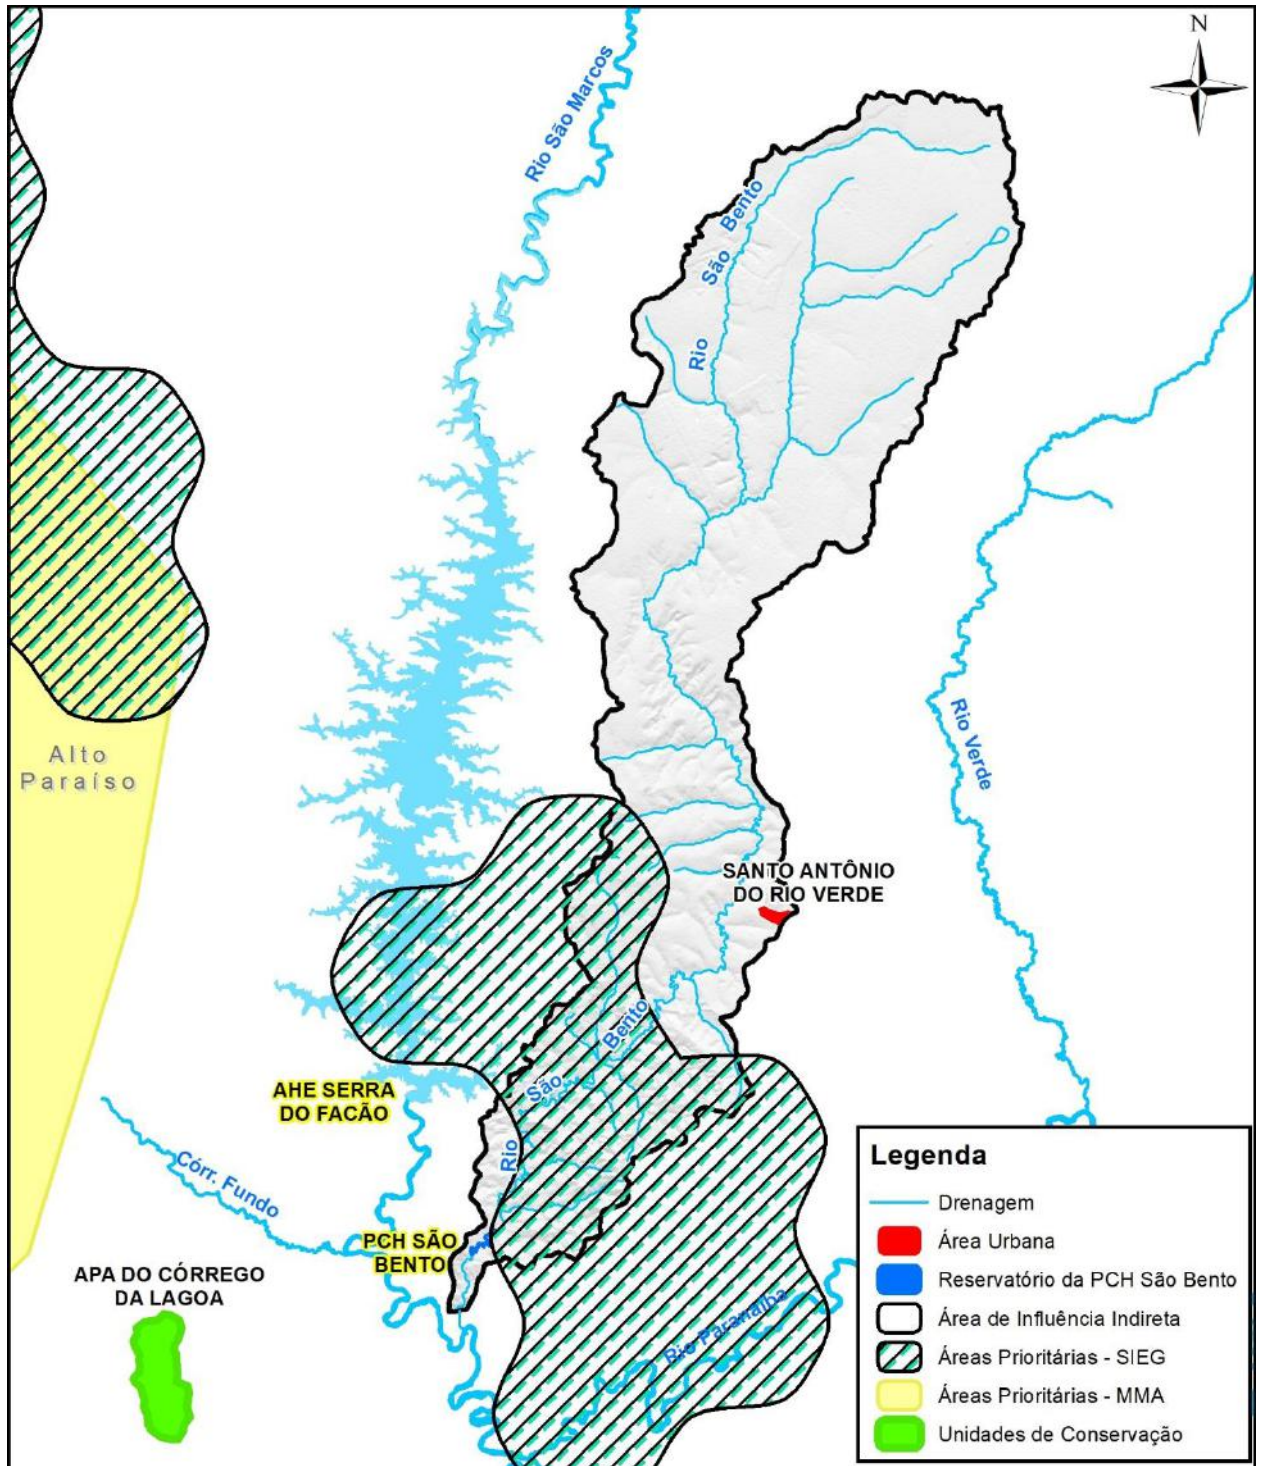 N
Rio São Marcos
Rio São Bento
Alto
Paraíso
Rio Verde
SANTO ANTÔNIO
DO RIO VERDE
Rio São Bento
AHE SERRA
DO FACÃO
Córr. Fundo
PCH SÃO
BENTO
APA DO CÓRREGO
DA LAGOA
Rio Paranaíba
Legenda
Drenagem
Área Urbana
Reservatório da PCH São Bento
Área de Influência Indireta
Áreas Prioritárias - SIEG
Áreas Prioritárias - MMA
Unidades de Conservação